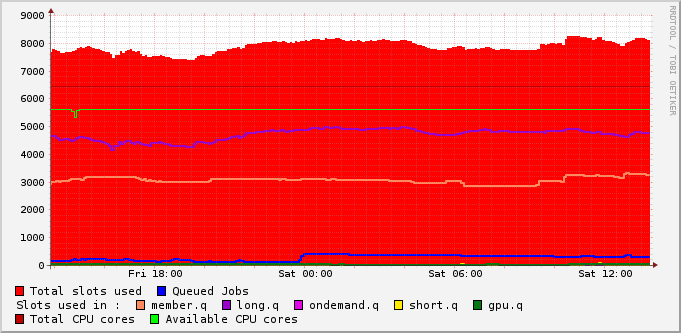 9000
8000
7000
6000
5000
4000
3000
2000
1000
0
Fri 18:00 Sat 00:00 Sat 06:00 Sat 12:00
Total slots used Queued Jobs
Slots used in : member.q long.q ondemand.q short.q gpu.q
Total CPU cores Available CPU cores
RRDTOOL / TOBI OETIKER